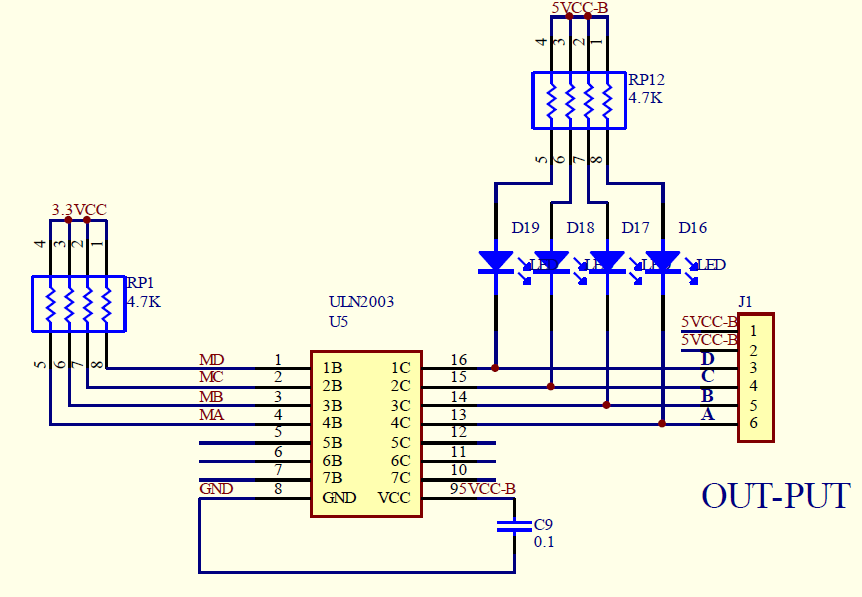 5VCC-B
4 3 2 1
RP12
4.7K
5 6 7 8
3.3VCC
4 3 2 1
D19 D18 D17 D16
LED LED LED LED
RP1
4.7K
ULN2003
U5
J1
5 6 7 8
5VCC-B 1
5VCC-B 2
MD 1 1B 1C 16 D 3
MC 2 2B 2C 15 C 4
MB 3 3B 3C 14 B 5
MA 4 4B 4C 13 A 6
5 5B 5C 12
6 6B 6C 11
7 7B 7C 10
GND 8 GND VCC 9 5VCC-B
OUT-PUT
C9
0.1